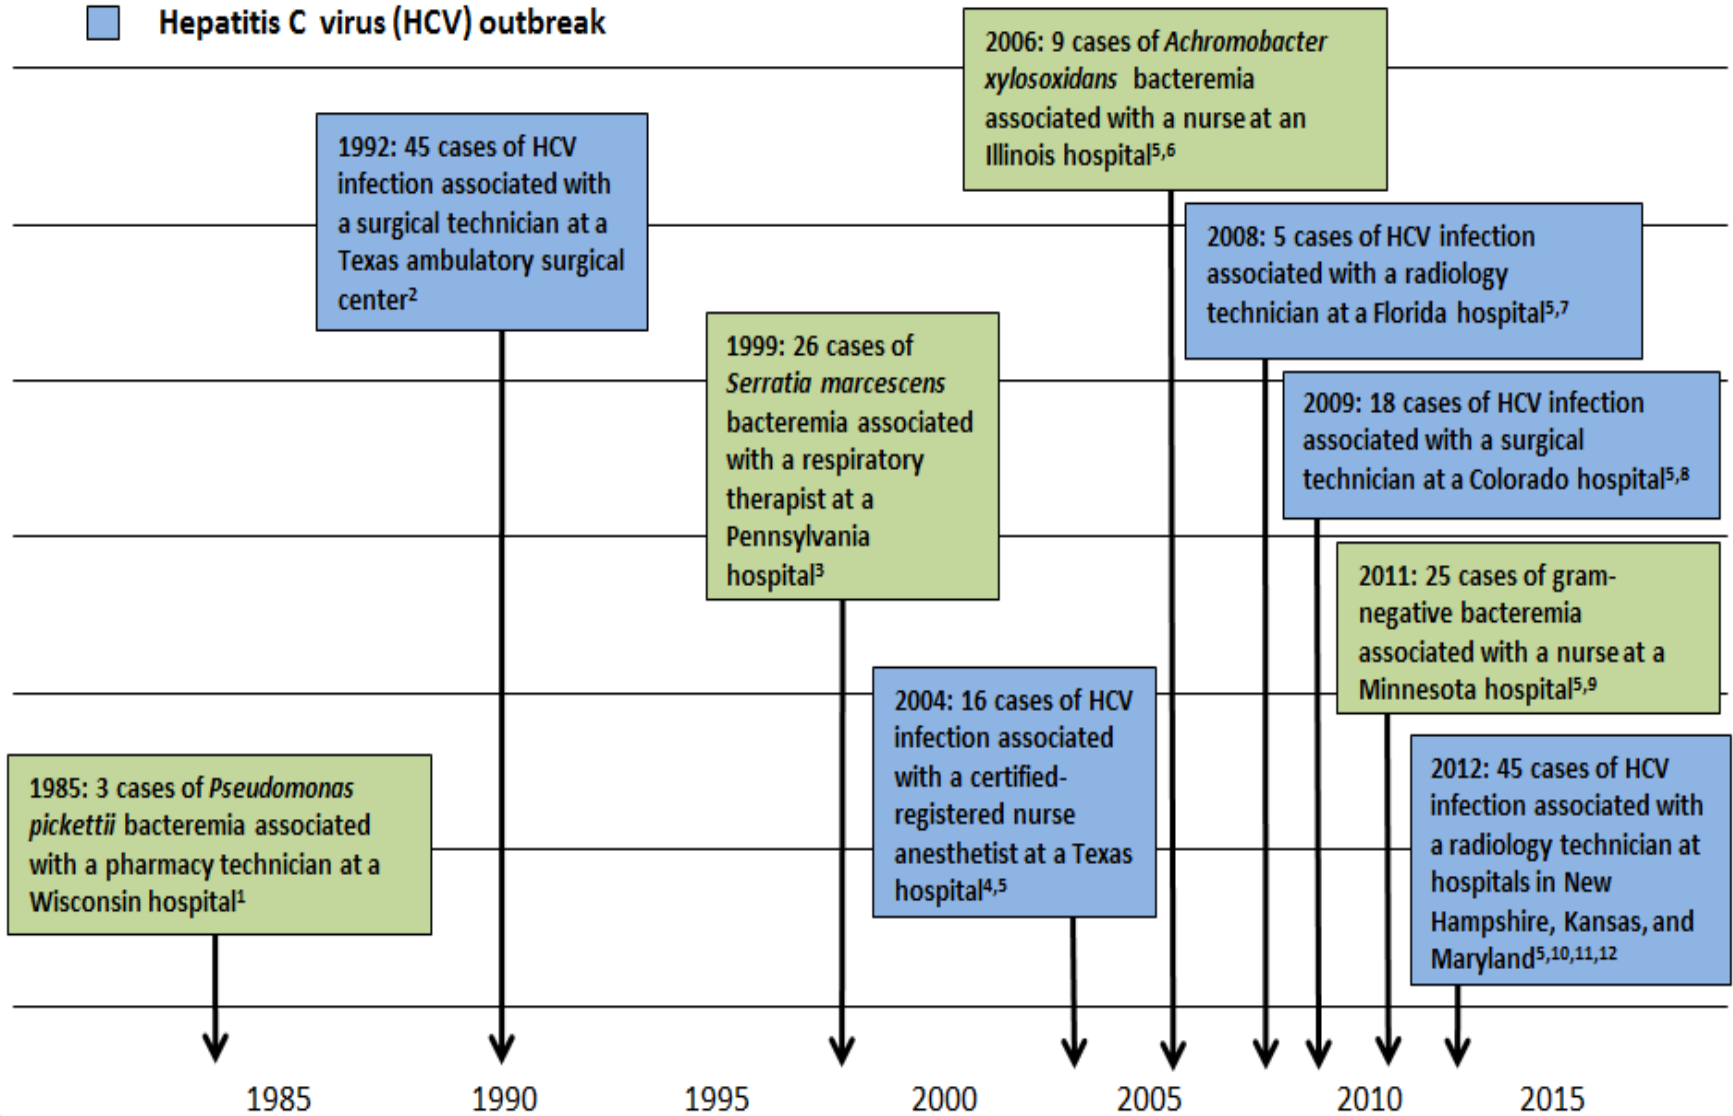 Hepatitis C virus (HCV) outbreak
2006: 9 cases of Achromobacter
xylosoxidans bacteremia
associated with a nurse at an
Illinois hospital5,6
1992: 45 cases of HCV
infection associated with
a surgical technician at a
Texas ambulatory surgical
center2
2008: 5 cases of HCV infection
associated with a radiology
technician at a Florida hospital5,7
1999: 26 cases of
Serratia marcescens
bacteremia associated
with a respiratory
therapist at a
Pennsylvania
hospital3
2009: 18 cases of HCV infection
associated with a surgical
technician at a Colorado hospital5,8
2011: 25 cases of gram-
negative bacteremia
associated with a nurse at a
Minnesota hospital5,9
2004: 16 cases of HCV
infection associated
with a certified-
registered nurse
anesthetist at a Texas
hospital4,5
1985: 3 cases of Pseudomonas
pickettii bacteremia associated
with a pharmacy technician at a
Wisconsin hospital1
2012: 45 cases of HCV
infection associated with
a radiology technician at
hospitals in New
Hampshire, Kansas, and
Maryland5,10,11,12
1985 1990 1995 2000 2005 2010 2015